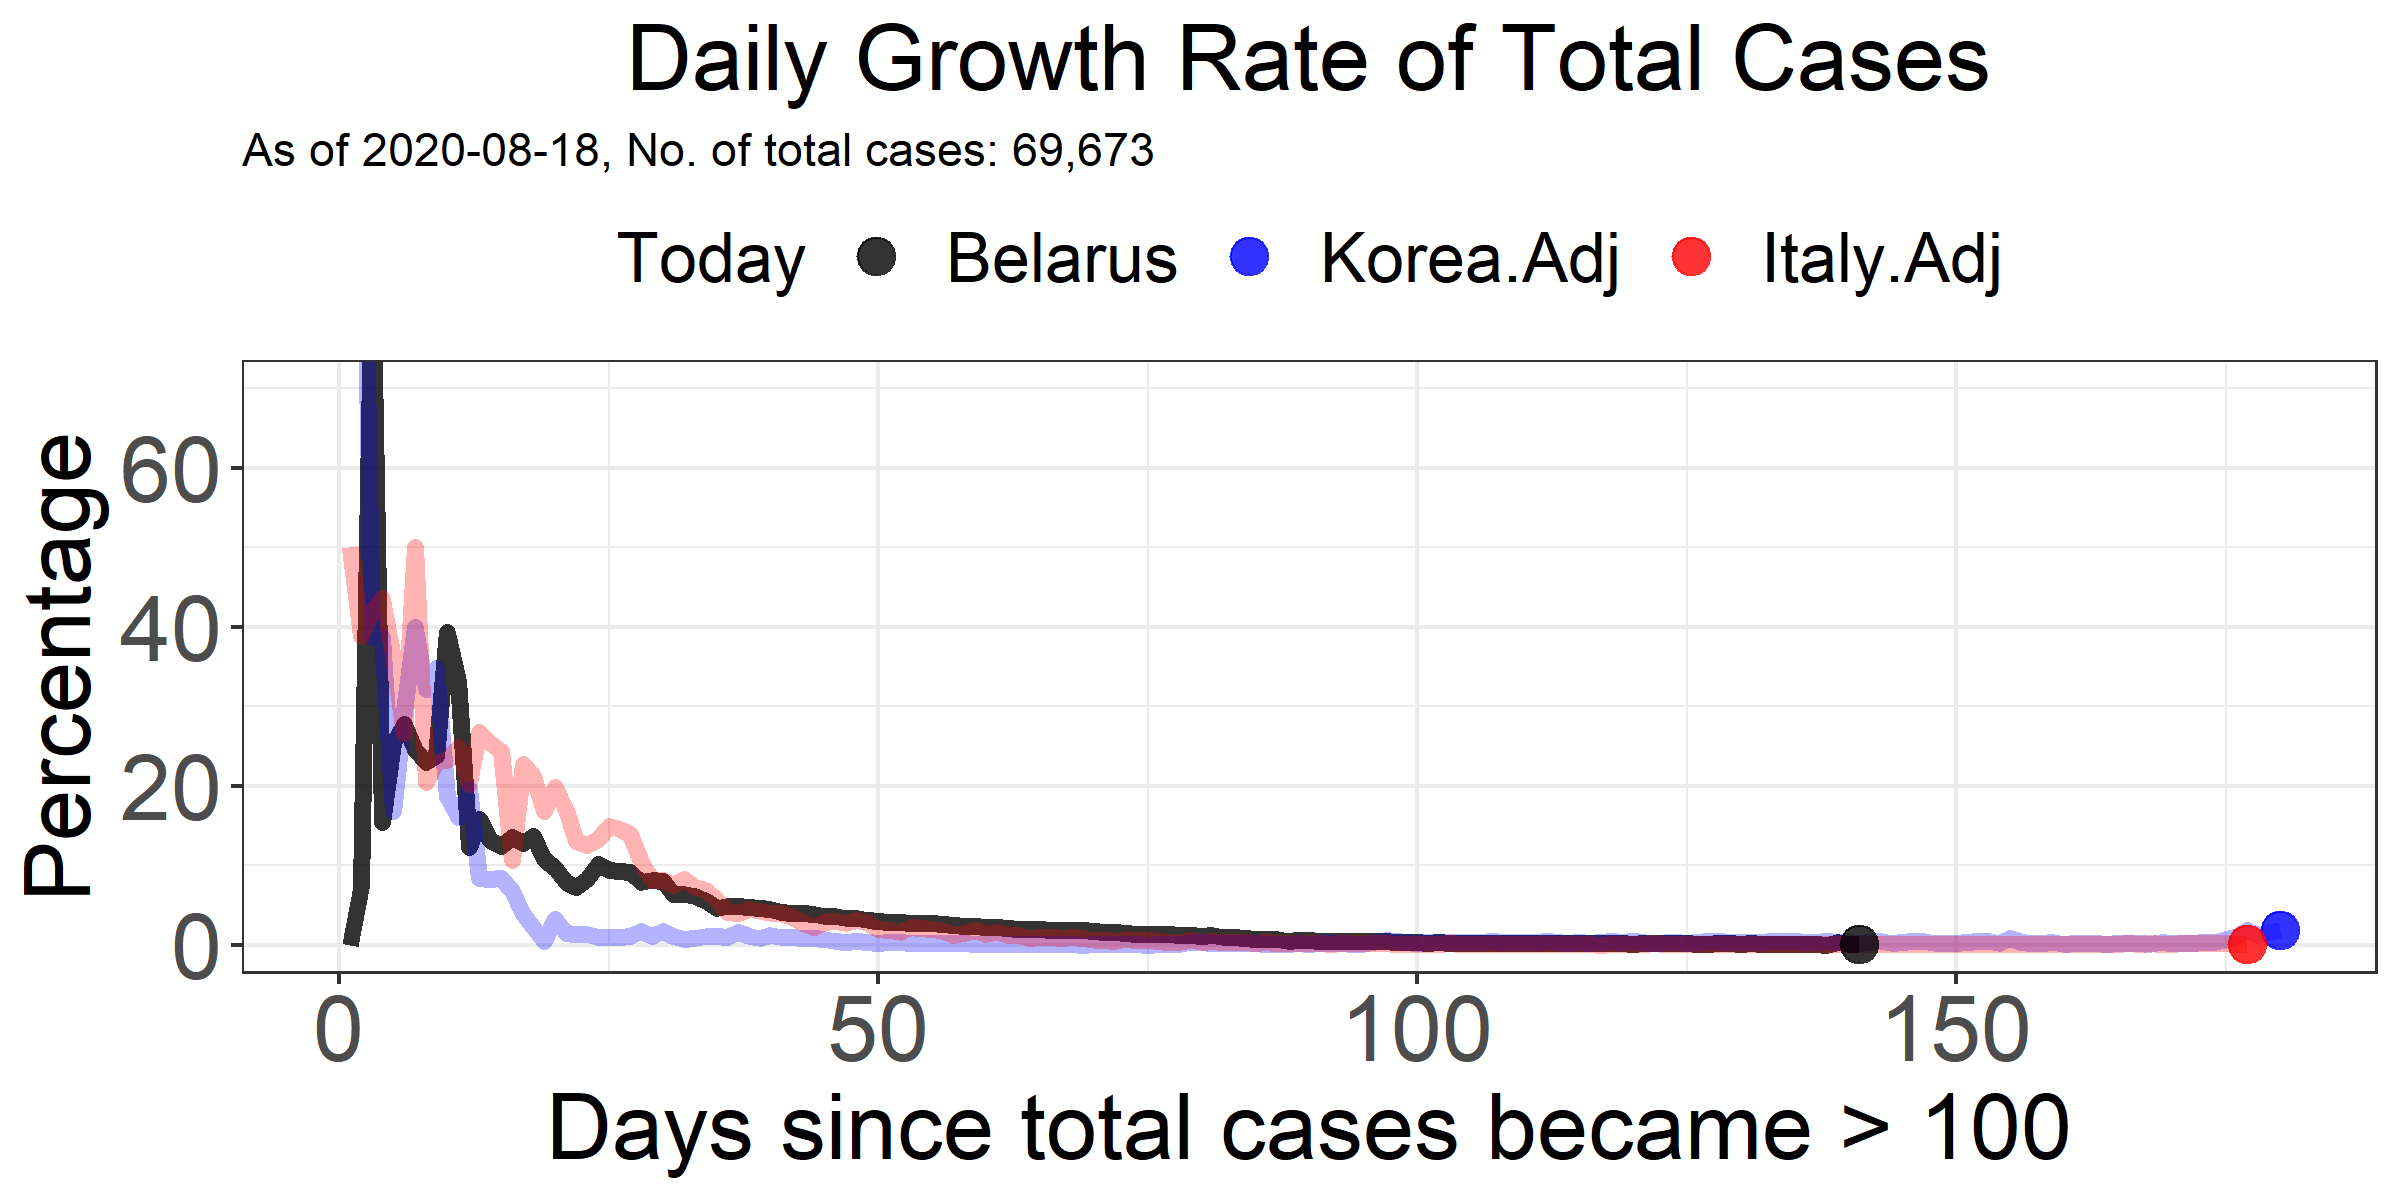 Daily Growth Rate of Total Cases
As of 2020-08-18, No. of total cases: 69,673
Today Belarus Korea.Adj Italy.Adj
Percentage
60
40
20
0
0 50 100 150
Days since total cases became > 100